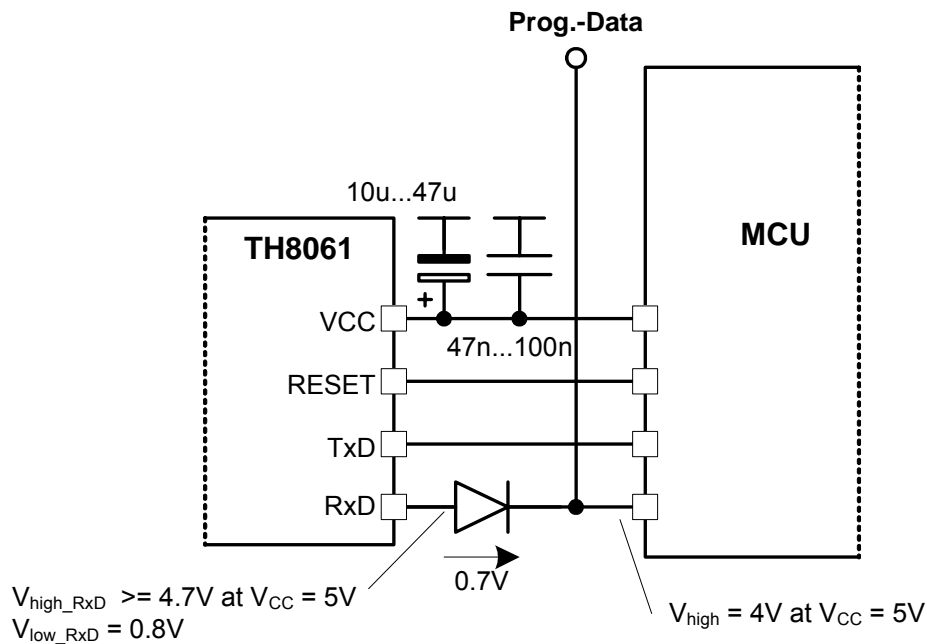 Prog.-Data
10u...47u
TH8061
MCU
+
VCC
47n...100n
RESET
TxD
RxD
0.7V
V_high_RxD >= 4.7V at V_CC = 5V
V_low_RxD = 0.8V
V_high = 4V at V_CC = 5V